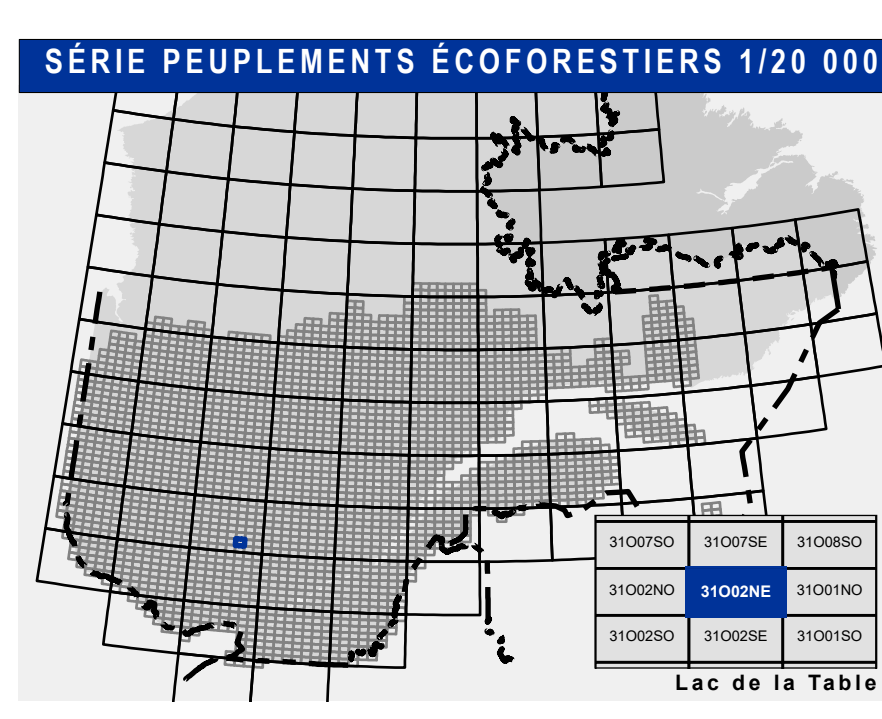 SÉRIE PEUPLEMENTS ÉCOFORESTIERS 1/20 000
31O07SO 31O07SE 31O08SO
31O02NO 31O02NE 31O01NO
31O02SO 31O02SE 31O01SO
Lac de la Table